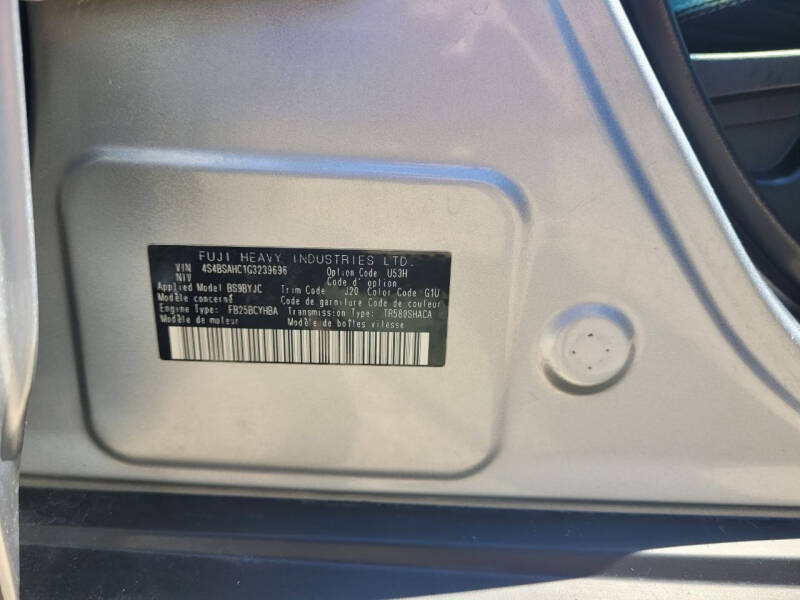 FUJI HEAVY INDUSTRIES LTD.
VIN 4S4BSAHC1G3239696 Option Code U53H
NIV Code d' option
Applied Model BS9BYJC Trim Code J20 Color Code G1U
Modèle concerné Code de garniture Code de couleur
Engine Type: FB25BCYHBA Transmission Type: TR580SHACA
Modèle de moteur Modèle de boîtes vitesse